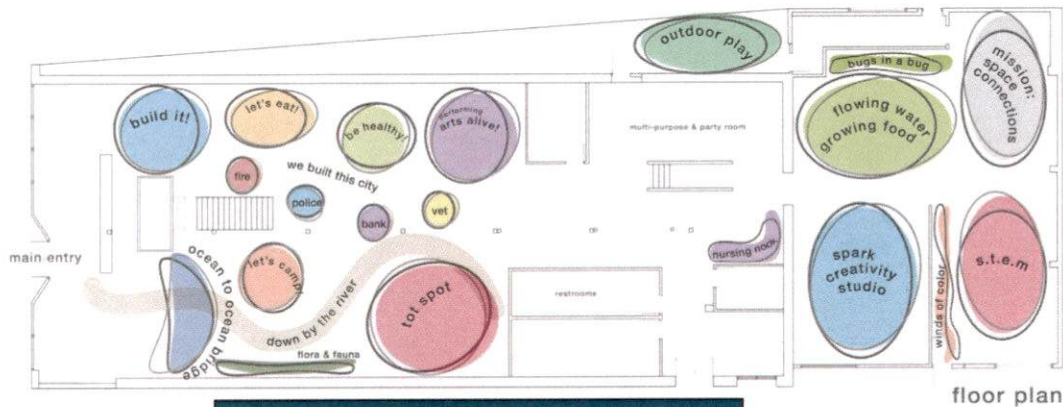 outdoor play
bugs in a bug
mission:
space
connections
build it!
let's eat!
be healthy!
performing
arts alive!
multi-purpose & party room
flowing water
growing food
fire
we built this city
police
bank
vet
main entry
ocean to ocean bridge
let's camp!
down by the river
tot spot
flora & fauna
nursing nook
restrooms
spark
creativity
studio
winds of color
s.t.e.m
floor plan